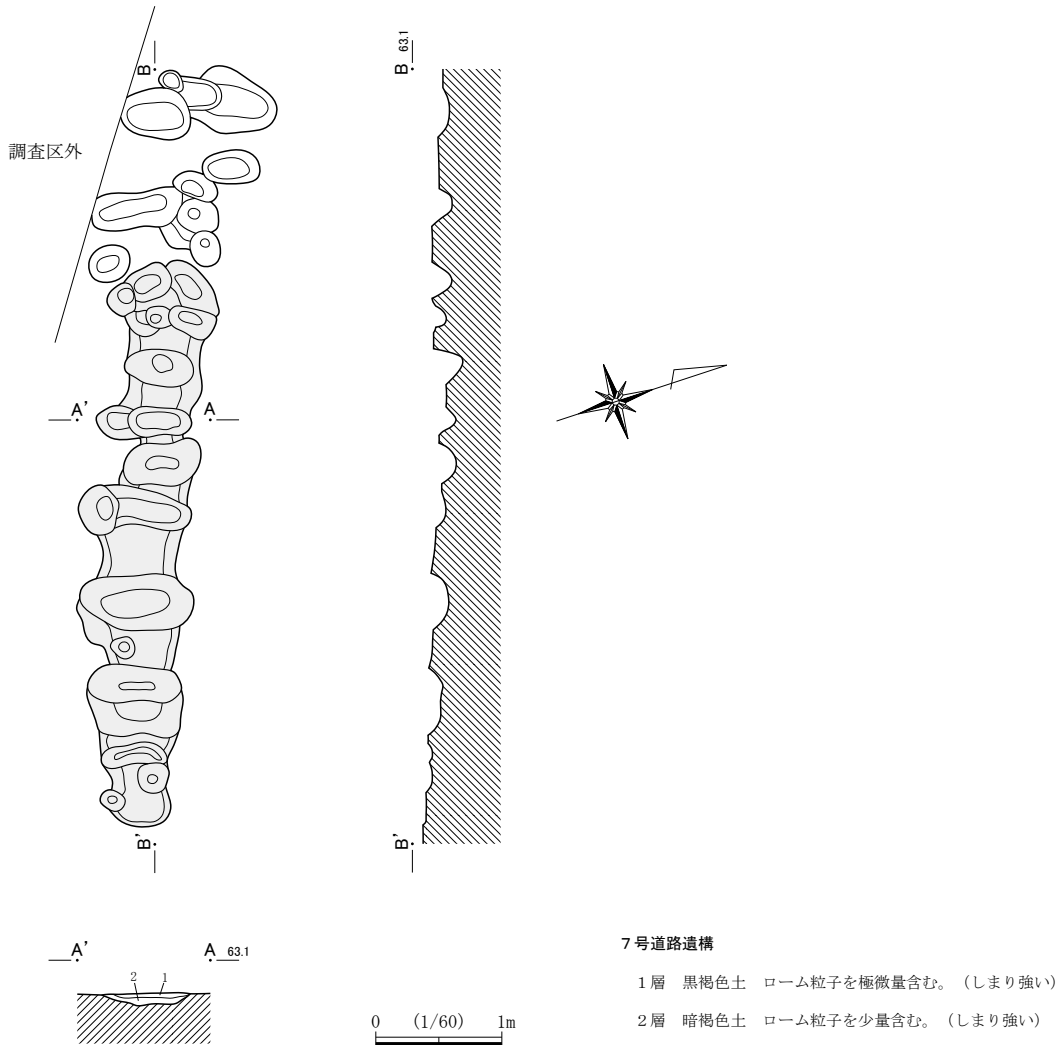 B
B 63.1
調査区外
A' A
B'
B'
A' A 63.1
2 1
0 (1/60) 1m
7号道路遺構
1層 黒褐色土 ローム粒子を極微量含む。(しまり強い)
2層 暗褐色土 ローム粒子を少量含む。(しまり強い)